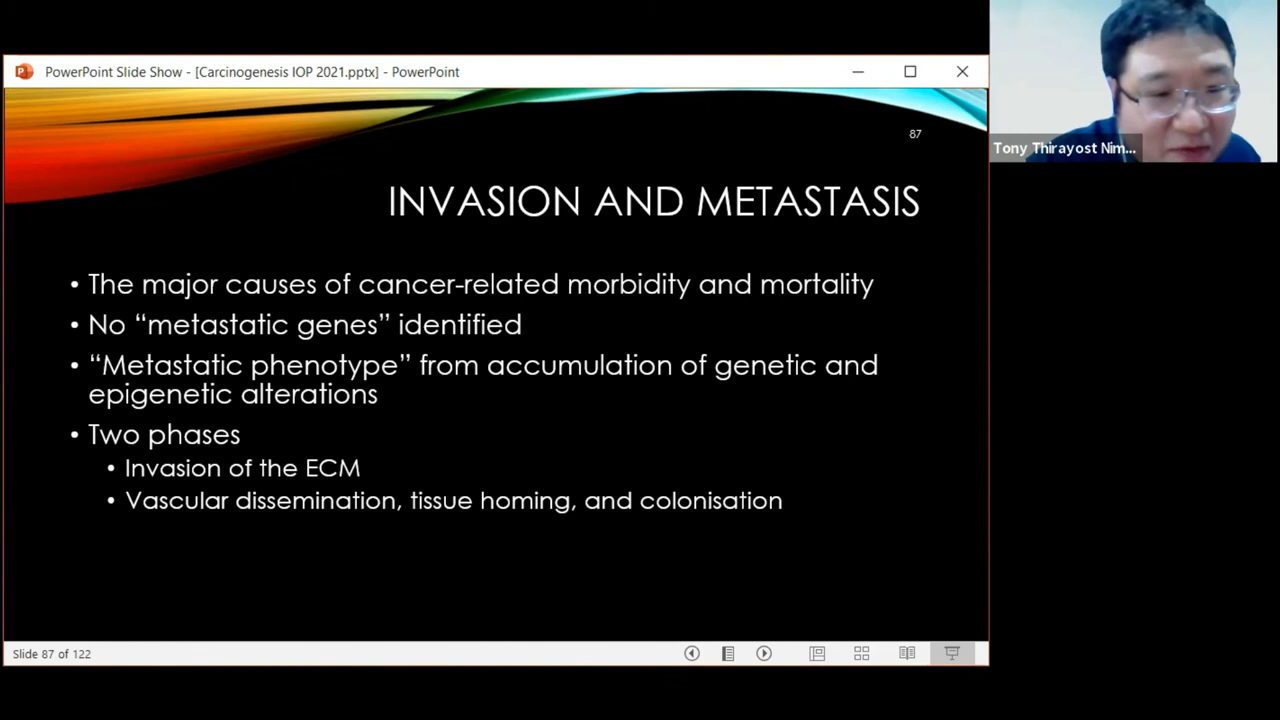 PowerPoint Slide Show - [Carcinogenesis IOP 2021.pptx] - PowerPoint
87
Tony Thirayost Nim...
INVASION AND METASTASIS
• The major causes of cancer-related morbidity and mortality
• No “metastatic genes” identified
• “Metastatic phenotype” from accumulation of genetic and
epigenetic alterations
• Two phases
• Invasion of the ECM
• Vascular dissemination, tissue homing, and colonisation
Slide 87 of 122